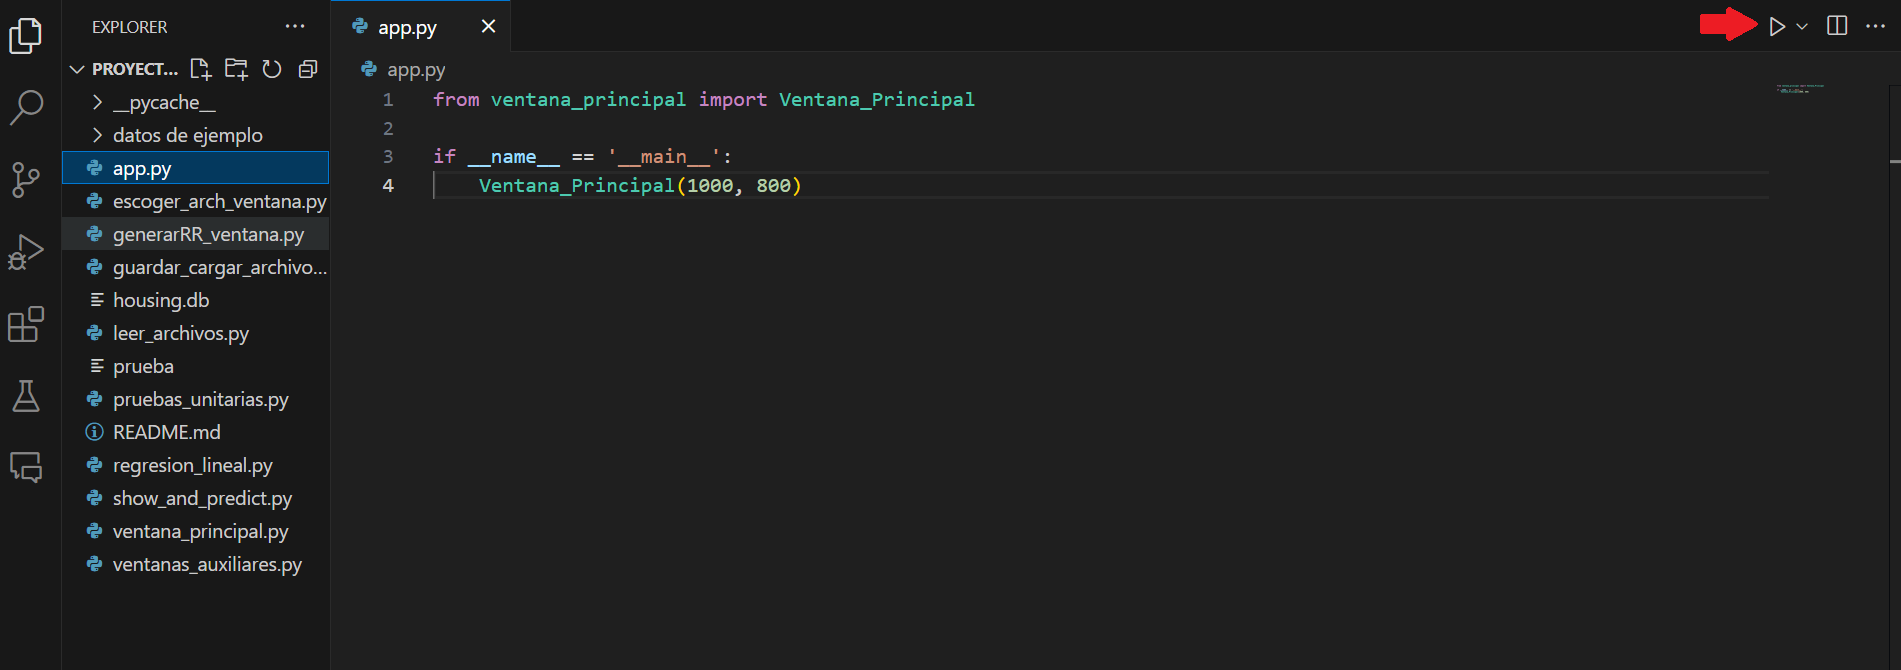 EXPLORER
PROYECT...
__pycache__
datos de ejemplo
app.py
escoger_arch_ventana.py
generarRR_ventana.py
guardar_cargar_archivo...
housing.db
leer_archivos.py
prueba
pruebas_unitarias.py
README.md
regresion_lineal.py
show_and_predict.py
ventana_principal.py
ventanas_auxiliares.py
app.py
app.py
1 from ventana_principal import Ventana_Principal
2
3 if __name__ == '__main__':
4 Ventana_Principal(1000, 800)